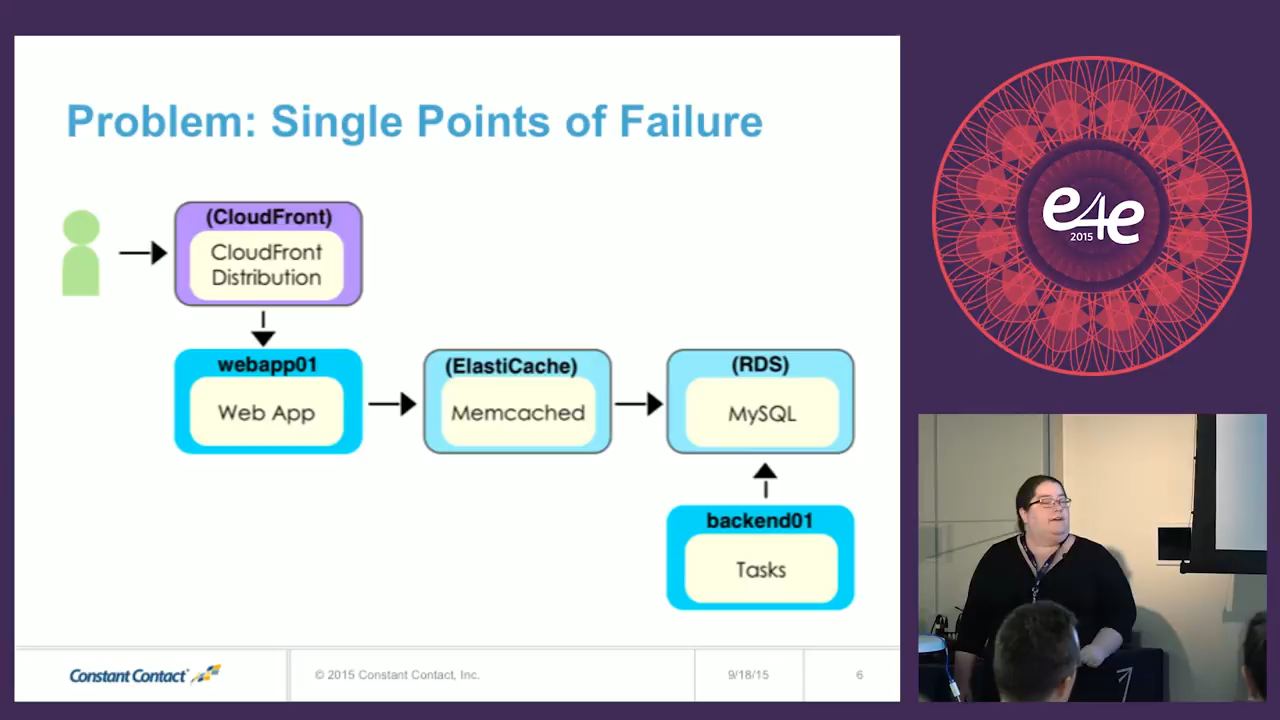 Problem: Single Points of Failure
(CloudFront)
CloudFront
Distribution
webapp01
Web App
(ElastiCache)
Memcached
(RDS)
MySQL
backend01
Tasks
Constant Contact
© 2015 Constant Contact, Inc.
9/18/15
6
e4e
2015